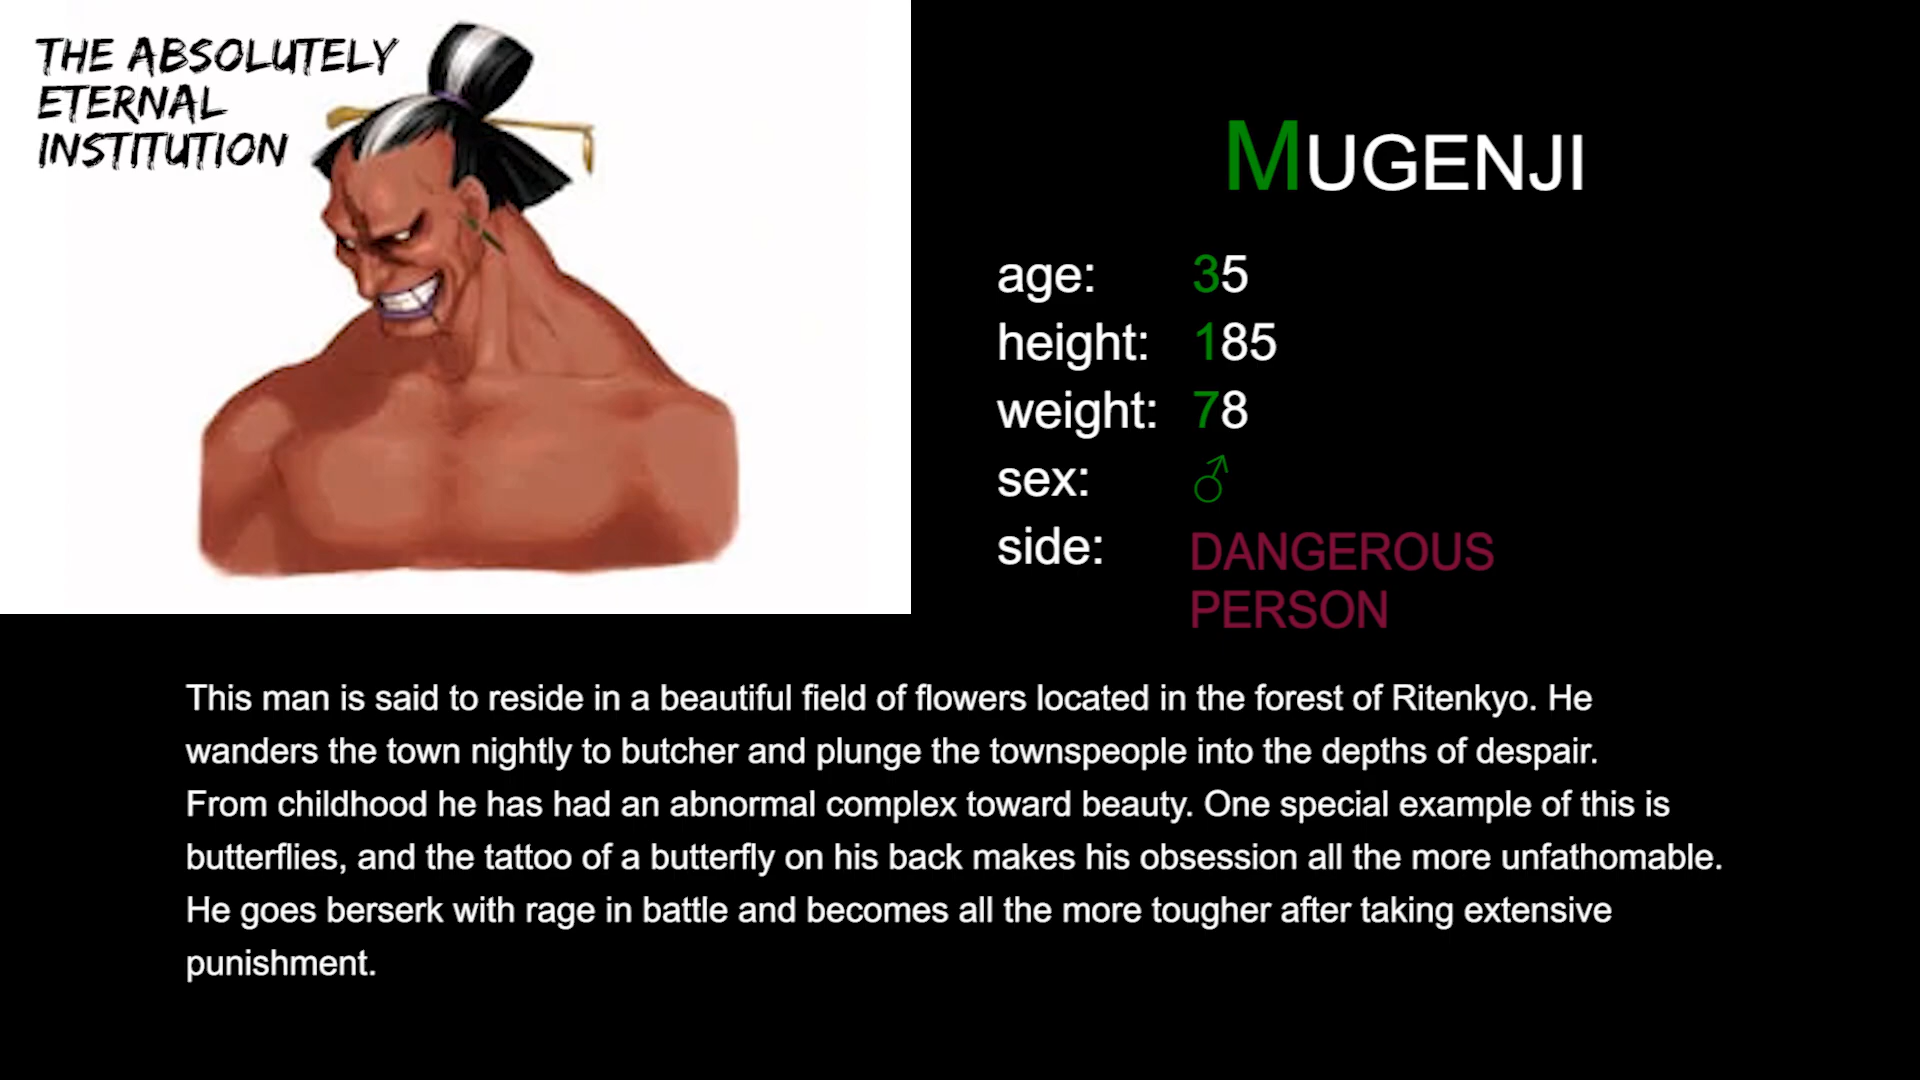 THE ABSOLUTELY
ETERNAL
INSTITUTION
MUGENJI
age: 35
height: 185
weight: 78
sex: ♂
side: DANGEROUS
PERSON
This man is said to reside in a beautiful field of flowers located in the forest of Ritenkyo. He
wanders the town nightly to butcher and plunge the townspeople into the depths of despair.
From childhood he has had an abnormal complex toward beauty. One special example of this is
butterflies, and the tattoo of a butterfly on his back makes his obsession all the more unfathomable.
He goes berserk with rage in battle and becomes all the more tougher after taking extensive
punishment.